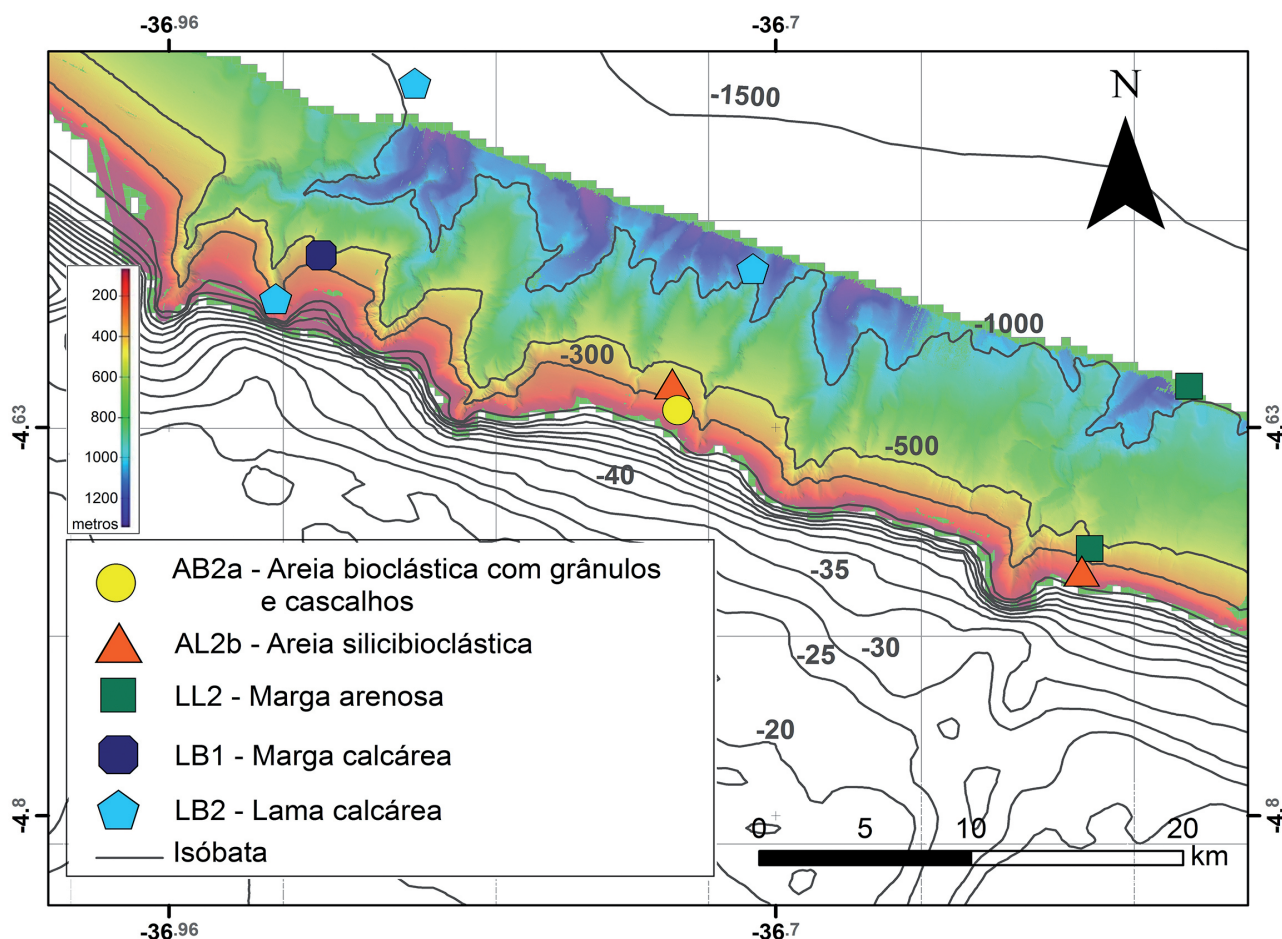 -36.96 -36.7
N
-1500
-1000
-300
-500
-4.63 -4.63
-40
-35
-30
-25
-20
200
400
600
800
1000
1200
metros
AB2a - Areia bioclástica com grânulos
e cascalhos
AL2b - Areia silicibioclástica
LL2 - Marga arenosa
LB1 - Marga calcárea
LB2 - Lama calcárea
Isóbata
-4.8 -4.8
0 5 10 20
km
-36.96 -36.7